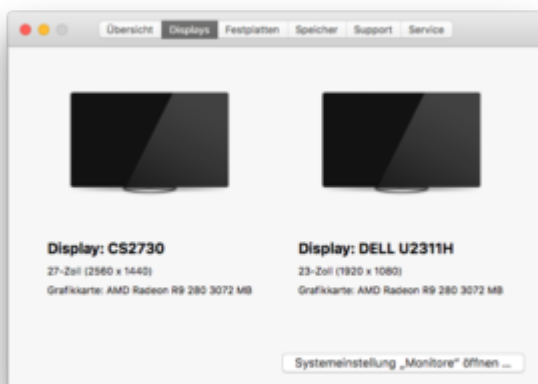 Übersicht Displays Festplatten Speicher Support Service
Display: CS2730
27-Zoll (2560 x 1440)
Grafikkarte: AMD Radeon R9 280 3072 MB
Display: DELL U2311H
23-Zoll (1920 x 1080)
Grafikkarte: AMD Radeon R9 280 3072 MB
Systemeinstellung „Monitore“ öffnen ...